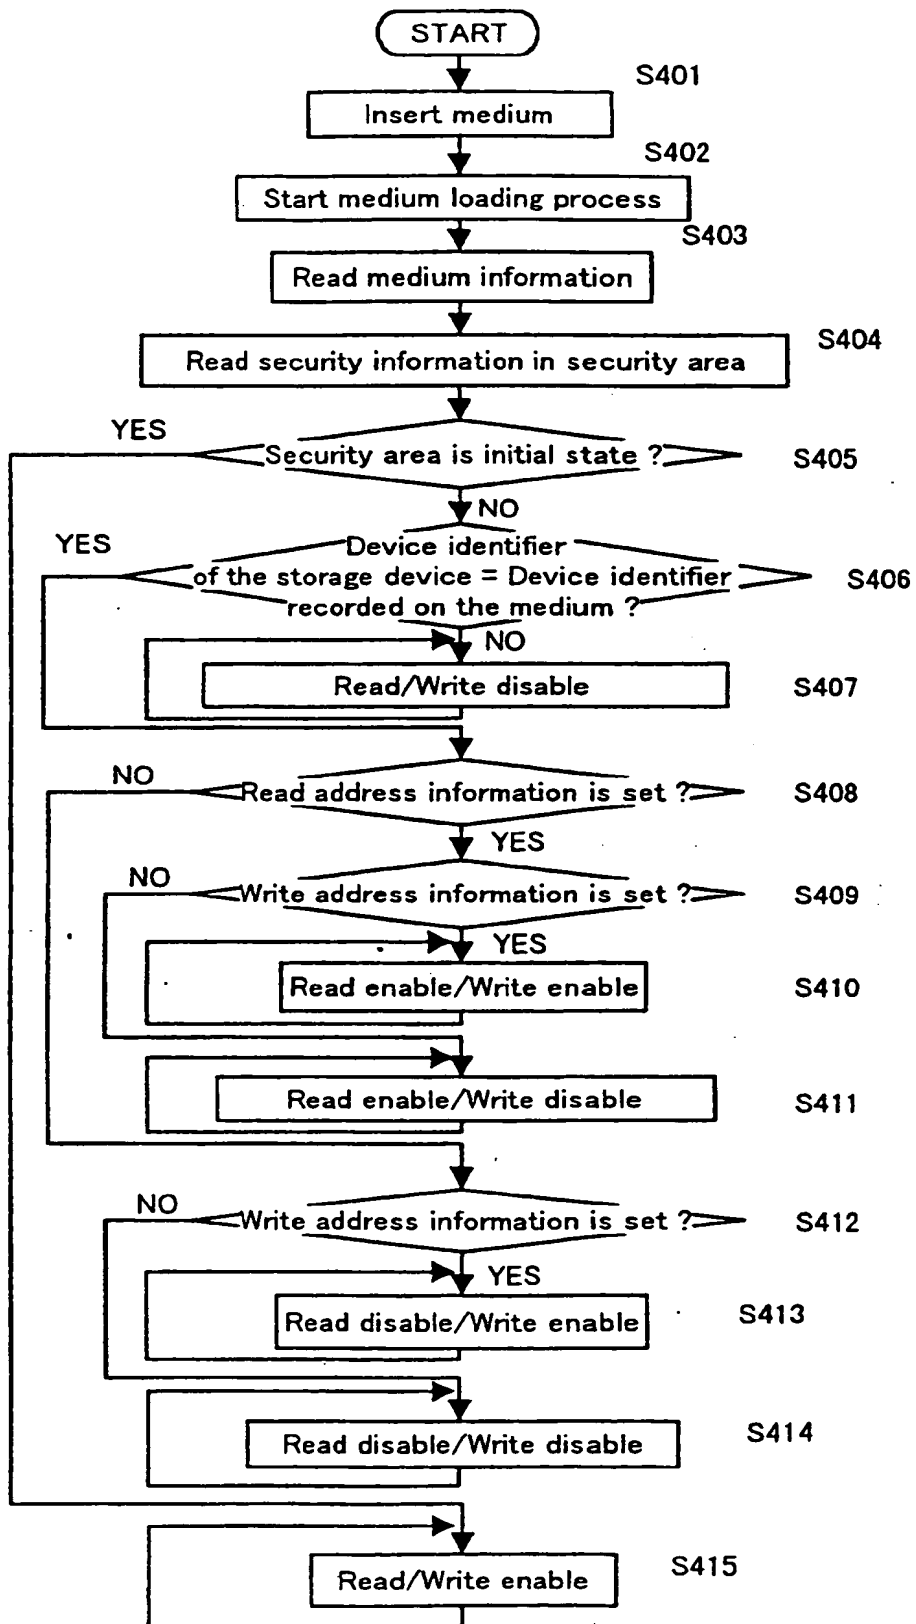 START
S401
Insert medium
S402
Start medium loading process
S403
Read medium information
S404
Read security information in security area
YES
Security area is initial state ?
S405
NO
YES
Device identifier
of the storage device = Device identifier
recorded on the medium ?
S406
NO
Read/Write disable
S407
NO
Read address information is set ?
S408
YES
NO
Write address information is set ?
S409
YES
Read enable/Write enable
S410
Read enable/Write disable
S411
NO
Write address information is set ?
S412
YES
Read disable/Write enable
S413
Read disable/Write disable
S414
Read/Write enable
S415